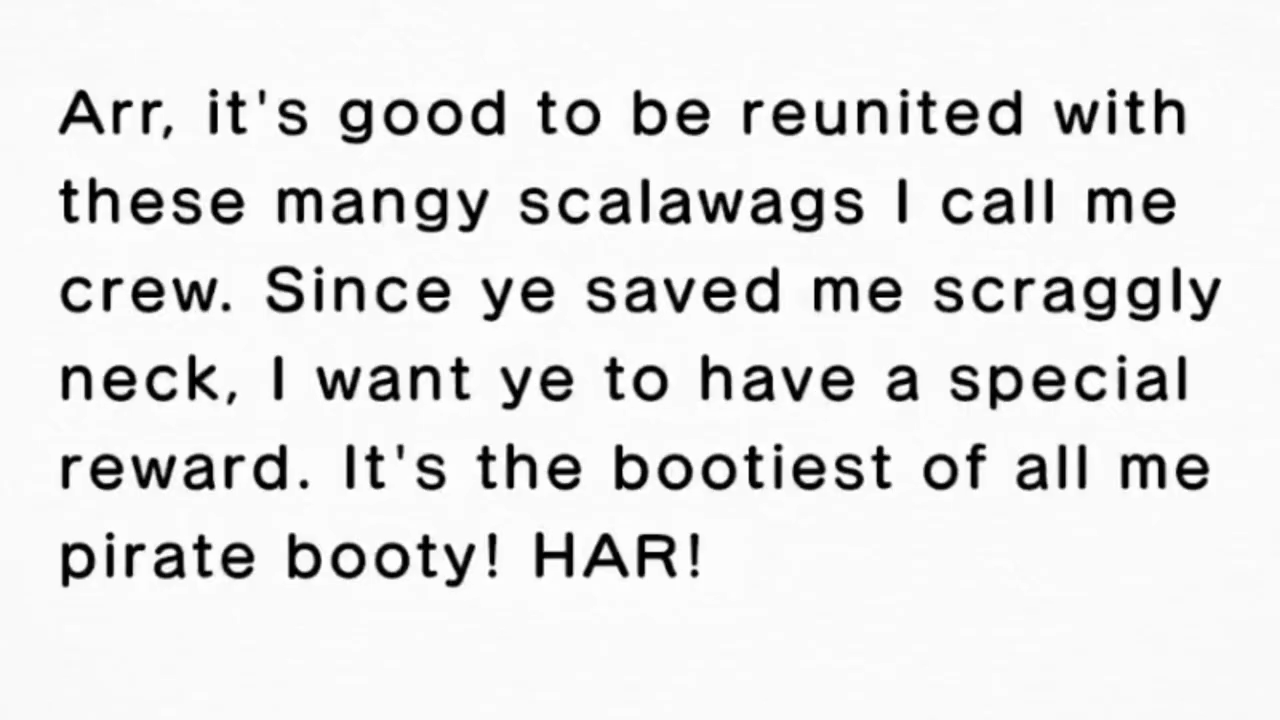 Arr, it's good to be reunited with
these mangy scalawags I call me
crew. Since ye saved me scraggly
neck, I want ye to have a special
reward. It's the bootiest of all me
pirate booty! HAR!